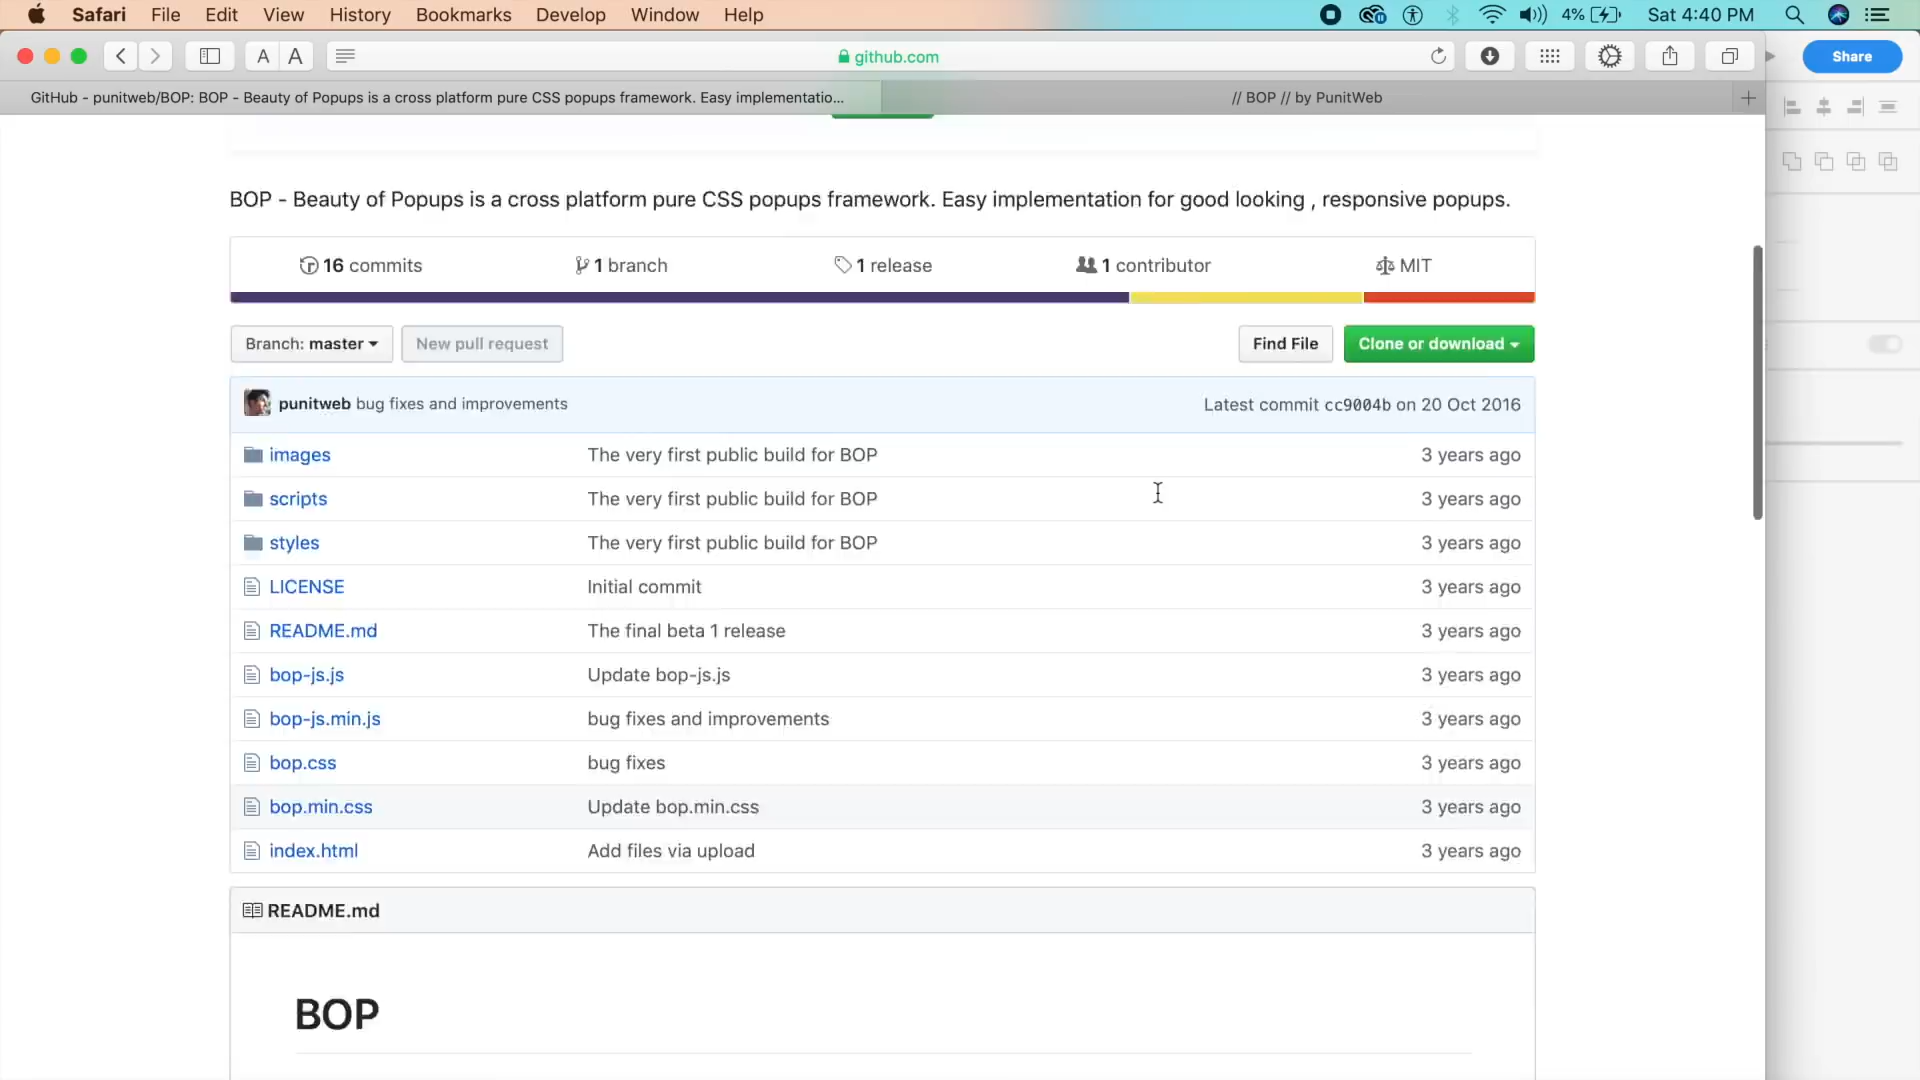 Safari File Edit View History Bookmarks Develop Window Help 4% Sat 4:40 PM
A A github.com Share
GitHub - punitweb/BOP: BOP - Beauty of Popups is a cross platform pure CSS popups framework. Easy implementatio... // BOP // by PunitWeb
BOP - Beauty of Popups is a cross platform pure CSS popups framework. Easy implementation for good looking , responsive popups.
16 commits 1 branch 1 release 1 contributor MIT
Branch: master New pull request Find File Clone or download
punitweb bug fixes and improvements Latest commit cc9004b on 20 Oct 2016
images The very first public build for BOP 3 years ago
scripts The very first public build for BOP 3 years ago
styles The very first public build for BOP 3 years ago
LICENSE Initial commit 3 years ago
README.md The final beta 1 release 3 years ago
bop-js.js Update bop-js.js 3 years ago
bop-js.min.js bug fixes and improvements 3 years ago
bop.css bug fixes 3 years ago
bop.min.css Update bop.min.css 3 years ago
index.html Add files via upload 3 years ago
README.md
BOP